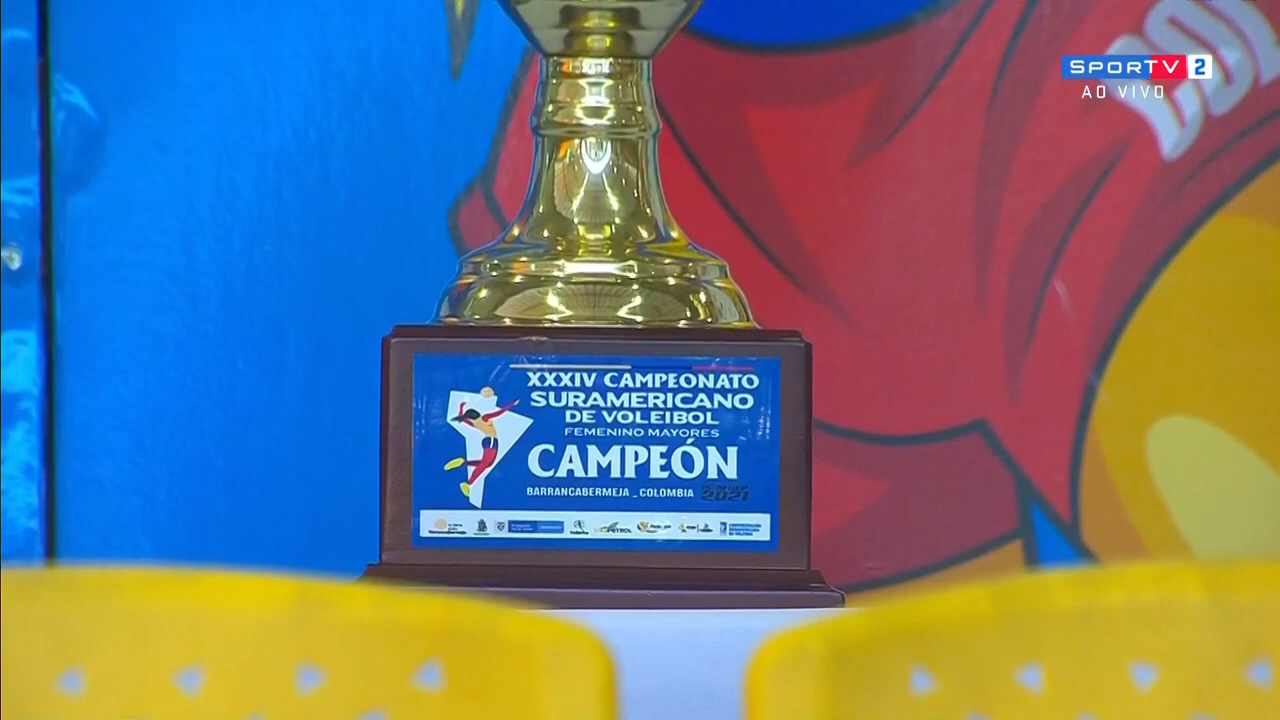 SPORTV 2
AO VIVO
XXXIV CAMPEONATO
SURAMERICANO
DE VOLEIBOL
FEMENINO MAYORES
CAMPEÓN
BARRANCABERMEJA _ COLOMBIA
2021